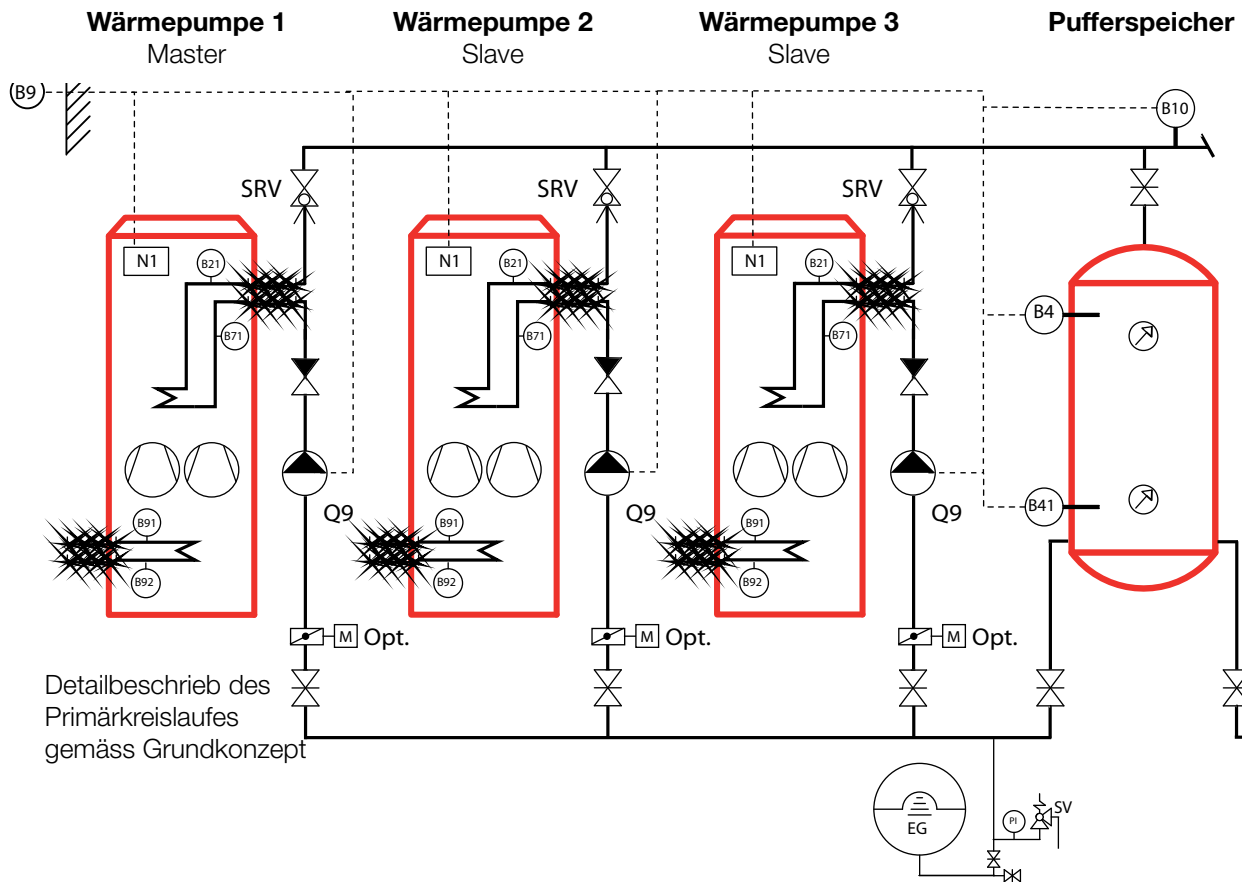 Wärmepumpe 1
Master
Wärmepumpe 2
Slave
Wärmepumpe 3
Slave
Pufferspeicher
B9
B10
SRV
SRV
SRV
N1
B21
B71
N1
B21
B71
N1
B21
B71
B4
B41
Q9
Q9
Q9
B91
B92
B91
B92
B91
B92
M Opt.
M Opt.
M Opt.
Detailbeschrieb des
Primärkreislaufes
gemäss Grundkonzept
EG
PI
SV